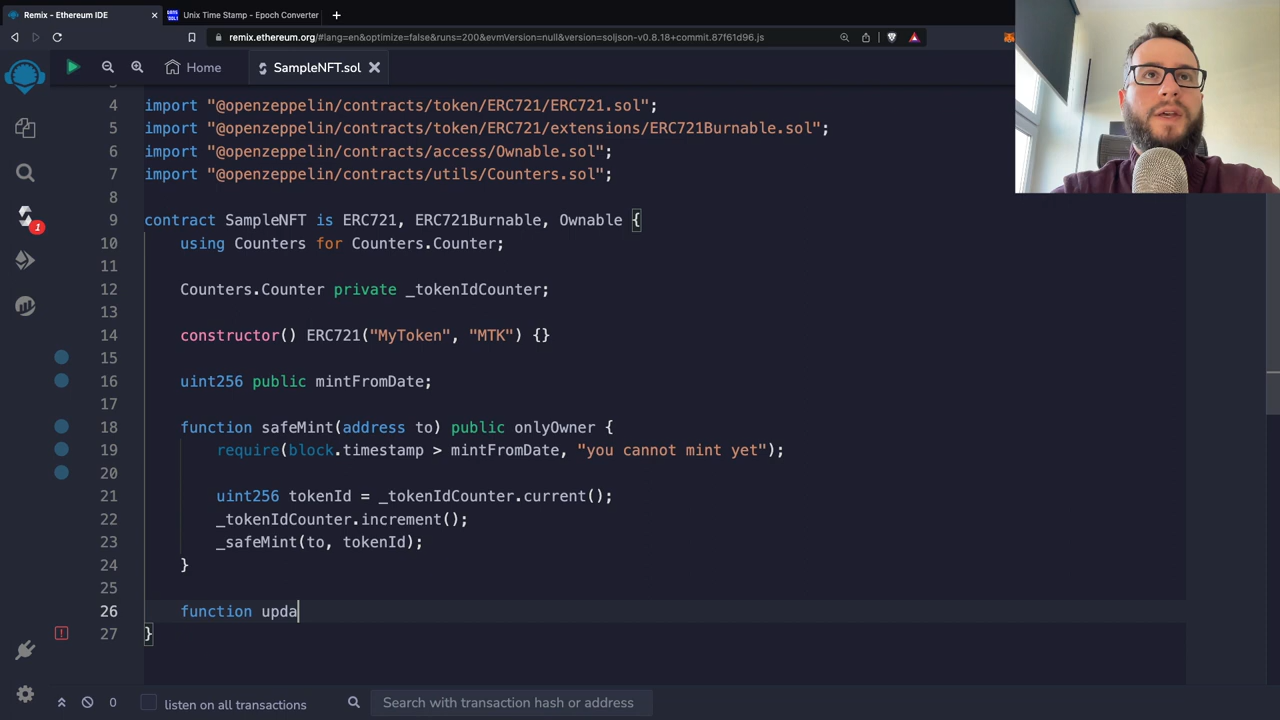 Remix - Ethereum IDE
Unix Time Stamp - Epoch Converter
remix.ethereum.org/#lang=en&optimize=false&runs=200&evmVersion=null&version=soljson-v0.8.18+commit.87f61d96.js
Home
SampleNFT.sol
4 import "@openzeppelin/contracts/token/ERC721/ERC721.sol";
5 import "@openzeppelin/contracts/token/ERC721/extensions/ERC721Burnable.sol";
6 import "@openzeppelin/contracts/access/Ownable.sol";
7 import "@openzeppelin/contracts/utils/Counters.sol";
8
9 contract SampleNFT is ERC721, ERC721Burnable, Ownable {
10 using Counters for Counters.Counter;
11
12 Counters.Counter private _tokenIdCounter;
13
14 constructor() ERC721("MyToken", "MTK") {}
15
16 uint256 public mintFromDate;
17
18 function safeMint(address to) public onlyOwner {
19 require(block.timestamp > mintFromDate, "you cannot mint yet");
20
21 uint256 tokenId = _tokenIdCounter.current();
22 _tokenIdCounter.increment();
23 _safeMint(to, tokenId);
24 }
25
26 function upda
27 }
1
0
listen on all transactions
Search with transaction hash or address